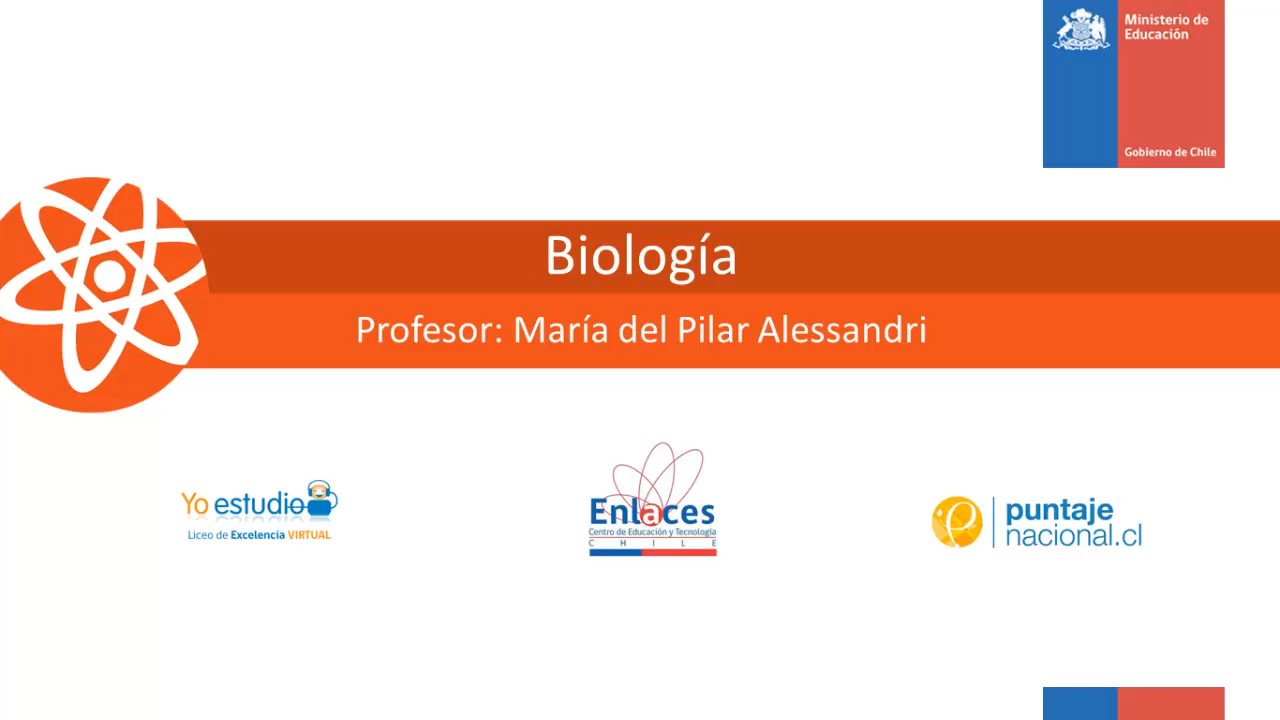 Ministerio de
Educación
Gobierno de Chile
Biología
Profesor: María del Pilar Alessandri
Yo estudio
Liceo de Excelencia VIRTUAL
Enlaces
Centro de Educación y Tecnología
CHILE
puntaje
nacional.cl